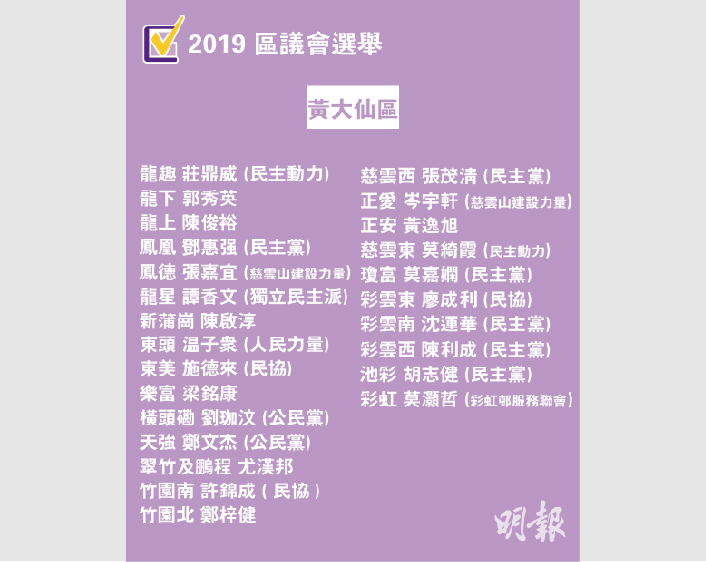 2019 區議會選舉
黃大仙區
龍趣 莊鼎威 (民主動力)
龍下 郭秀英
龍上 陳俊裕
鳳凰 鄧惠强 (民主黨)
鳳德 張嘉宜 (慈雲山建設力量)
龍星 譚香文 (獨立民主派)
新蒲崗 陳啟淳
東頭 温子衆 (人民力量)
東美 施德來 (民協)
樂富 梁銘康
橫頭磡 劉珈汶 (公民黨)
天強 鄭文杰 (公民黨)
翠竹及鵬程 尤漢邦
竹園南 許錦成 ( 民協 )
竹園北 鄭梓健
慈雲西 張茂清 (民主黨)
正愛 岑宇軒 (慈雲山建設力量)
正安 黃逸旭
慈雲東 莫綺霞 (民主動力)
瓊富 莫嘉嫻 (民主黨)
彩雲東 廖成利 (民協)
彩雲南 沈運華 (民主黨)
彩雲西 陳利成 (民主黨)
池彩 胡志健 (民主黨)
彩虹 莫灝哲 (彩虹邨服務聯會)
明報